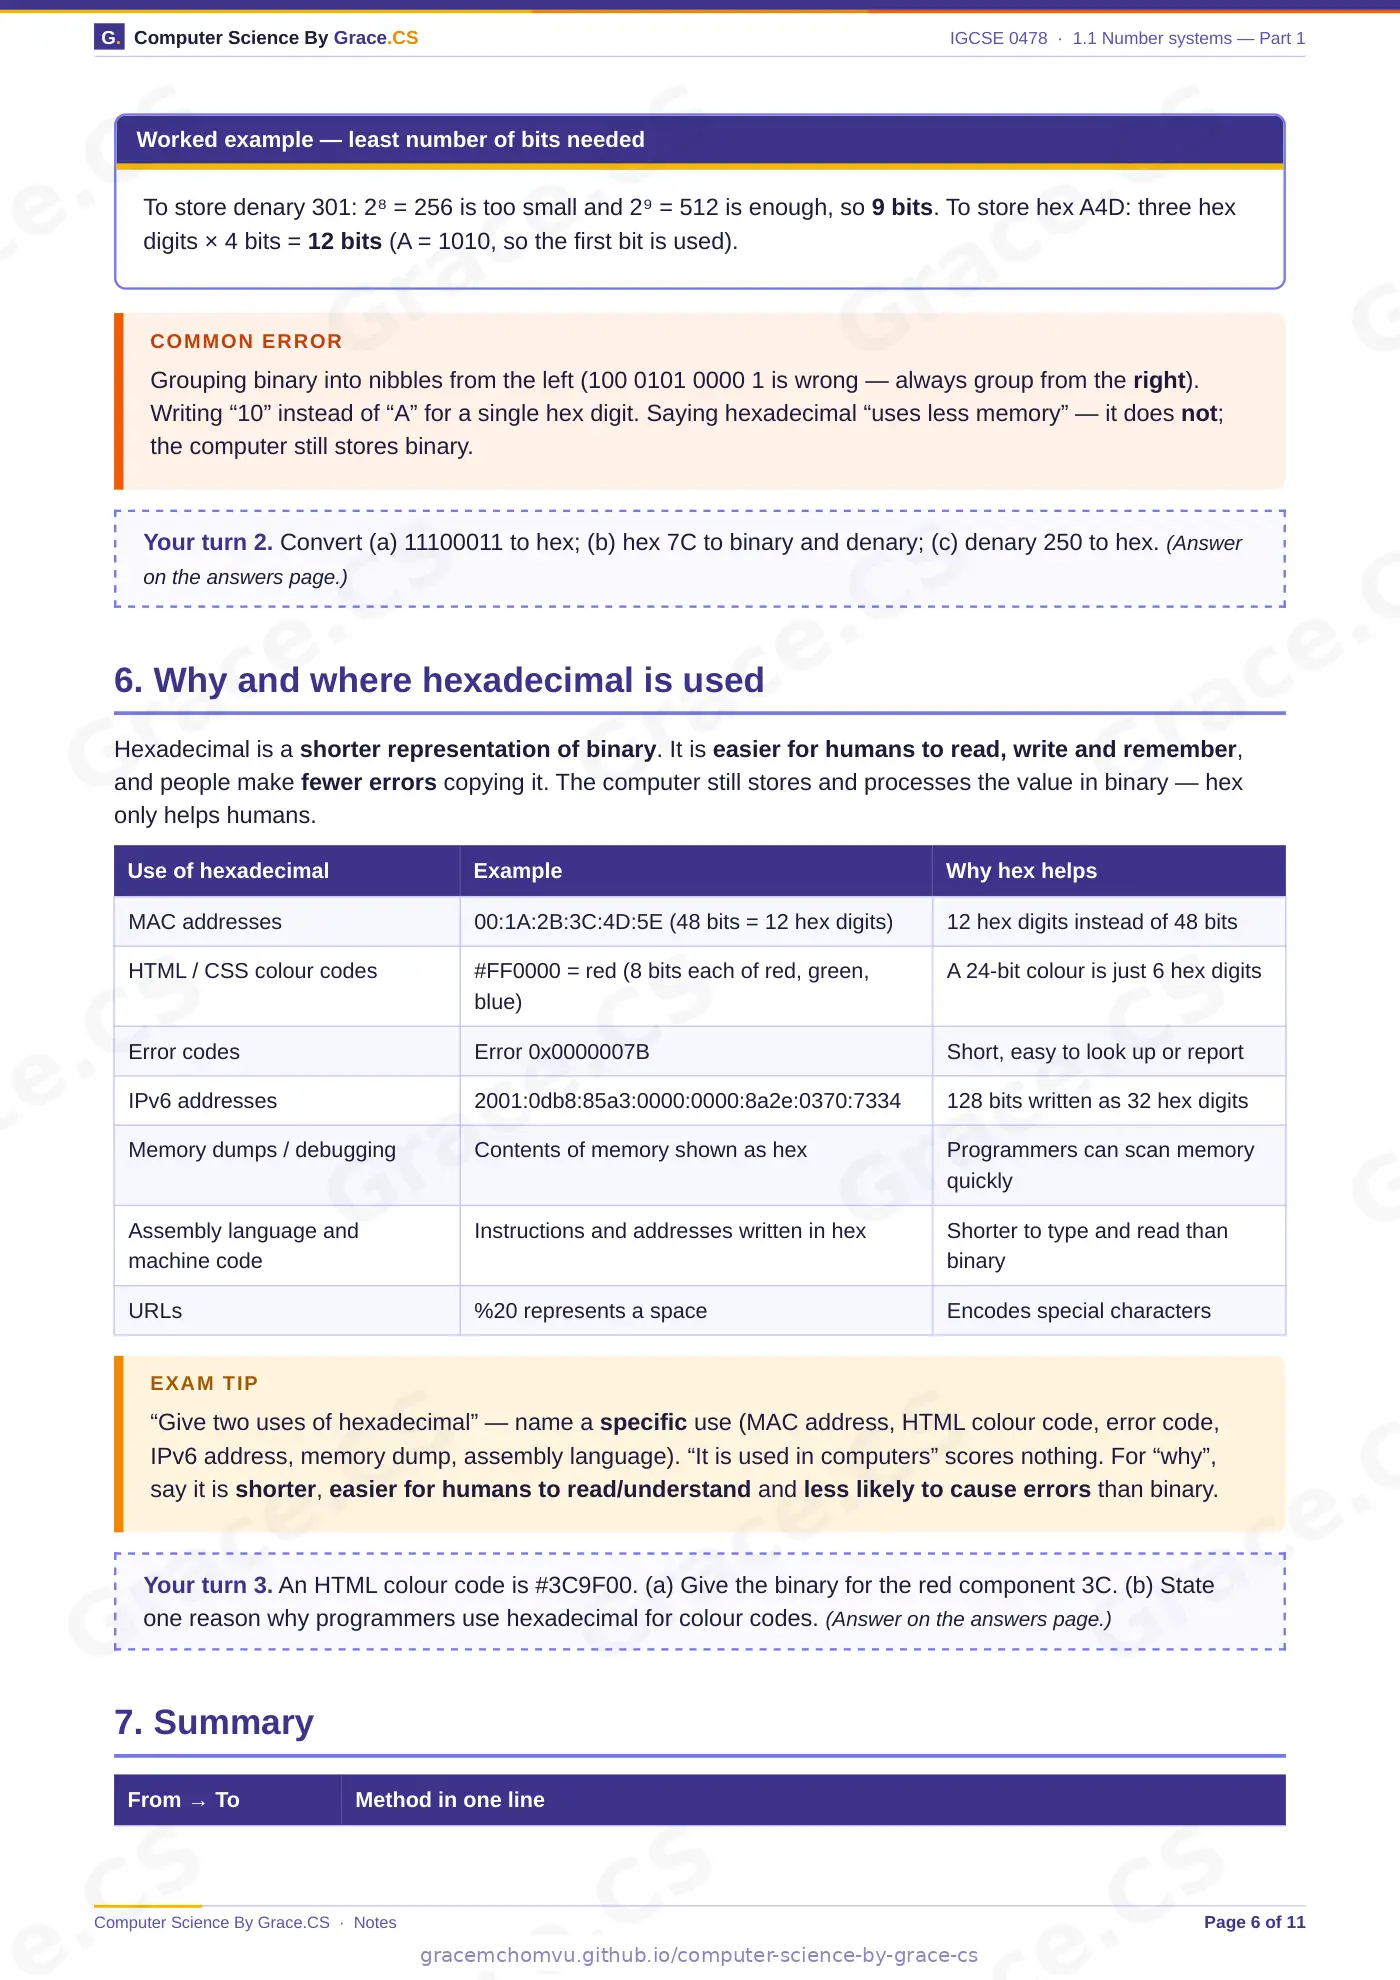 G. Computer Science By Grace.CS
IGCSE 0478 · 1.1 Number systems — Part 1
Worked example — least number of bits needed
To store denary 301: 2⁸ = 256 is too small and 2⁹ = 512 is enough, so 9 bits. To store hex A4D: three hex
digits × 4 bits = 12 bits (A = 1010, so the first bit is used).
COMMON ERROR
Grouping binary into nibbles from the left (100 0101 0000 1 is wrong — always group from the right).
Writing “10” instead of “A” for a single hex digit. Saying hexadecimal “uses less memory” — it does not;
the computer still stores binary.
Your turn 2. Convert (a) 11100011 to hex; (b) hex 7C to binary and denary; (c) denary 250 to hex. (Answer
on the answers page.)
6. Why and where hexadecimal is used
Hexadecimal is a shorter representation of binary. It is easier for humans to read, write and remember,
and people make fewer errors copying it. The computer still stores and processes the value in binary — hex
only helps humans.
Use of hexadecimal Example Why hex helps
MAC addresses 00:1A:2B:3C:4D:5E (48 bits = 12 hex digits) 12 hex digits instead of 48 bits
HTML / CSS colour codes #FF0000 = red (8 bits each of red, green, A 24-bit colour is just 6 hex digits
blue)
Error codes Error 0x0000007B Short, easy to look up or report
IPv6 addresses 2001:0db8:85a3:0000:0000:8a2e:0370:7334 128 bits written as 32 hex digits
Memory dumps / debugging Contents of memory shown as hex Programmers can scan memory
quickly
Assembly language and Instructions and addresses written in hex Shorter to type and read than
machine code binary
URLs %20 represents a space Encodes special characters
EXAM TIP
“Give two uses of hexadecimal” — name a specific use (MAC address, HTML colour code, error code,
IPv6 address, memory dump, assembly language). “It is used in computers” scores nothing. For “why”,
say it is shorter, easier for humans to read/understand and less likely to cause errors than binary.
Your turn 3. An HTML colour code is #3C9F00. (a) Give the binary for the red component 3C. (b) State
one reason why programmers use hexadecimal for colour codes. (Answer on the answers page.)
7. Summary
From → To Method in one line
Computer Science By Grace.CS · Notes
Page 6 of 11
gracemchomvu.github.io/computer-science-by-grace-cs